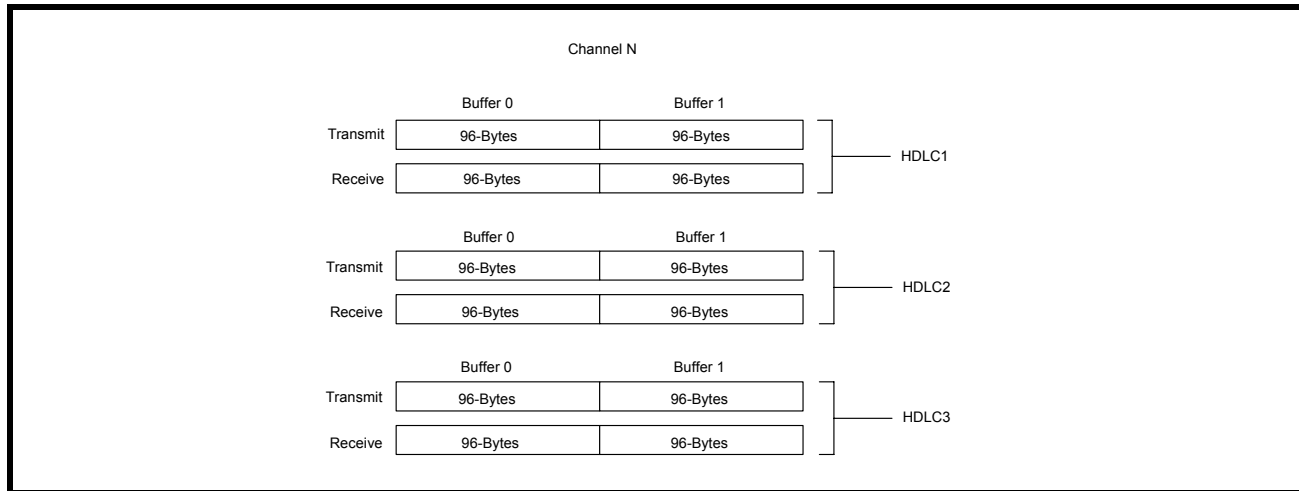 Channel N
Buffer 0 Buffer 1
Transmit 96-Bytes 96-Bytes
HDLC1
Receive 96-Bytes 96-Bytes
Buffer 0 Buffer 1
Transmit 96-Bytes 96-Bytes
HDLC2
Receive 96-Bytes 96-Bytes
Buffer 0 Buffer 1
Transmit 96-Bytes 96-Bytes
HDLC3
Receive 96-Bytes 96-Bytes